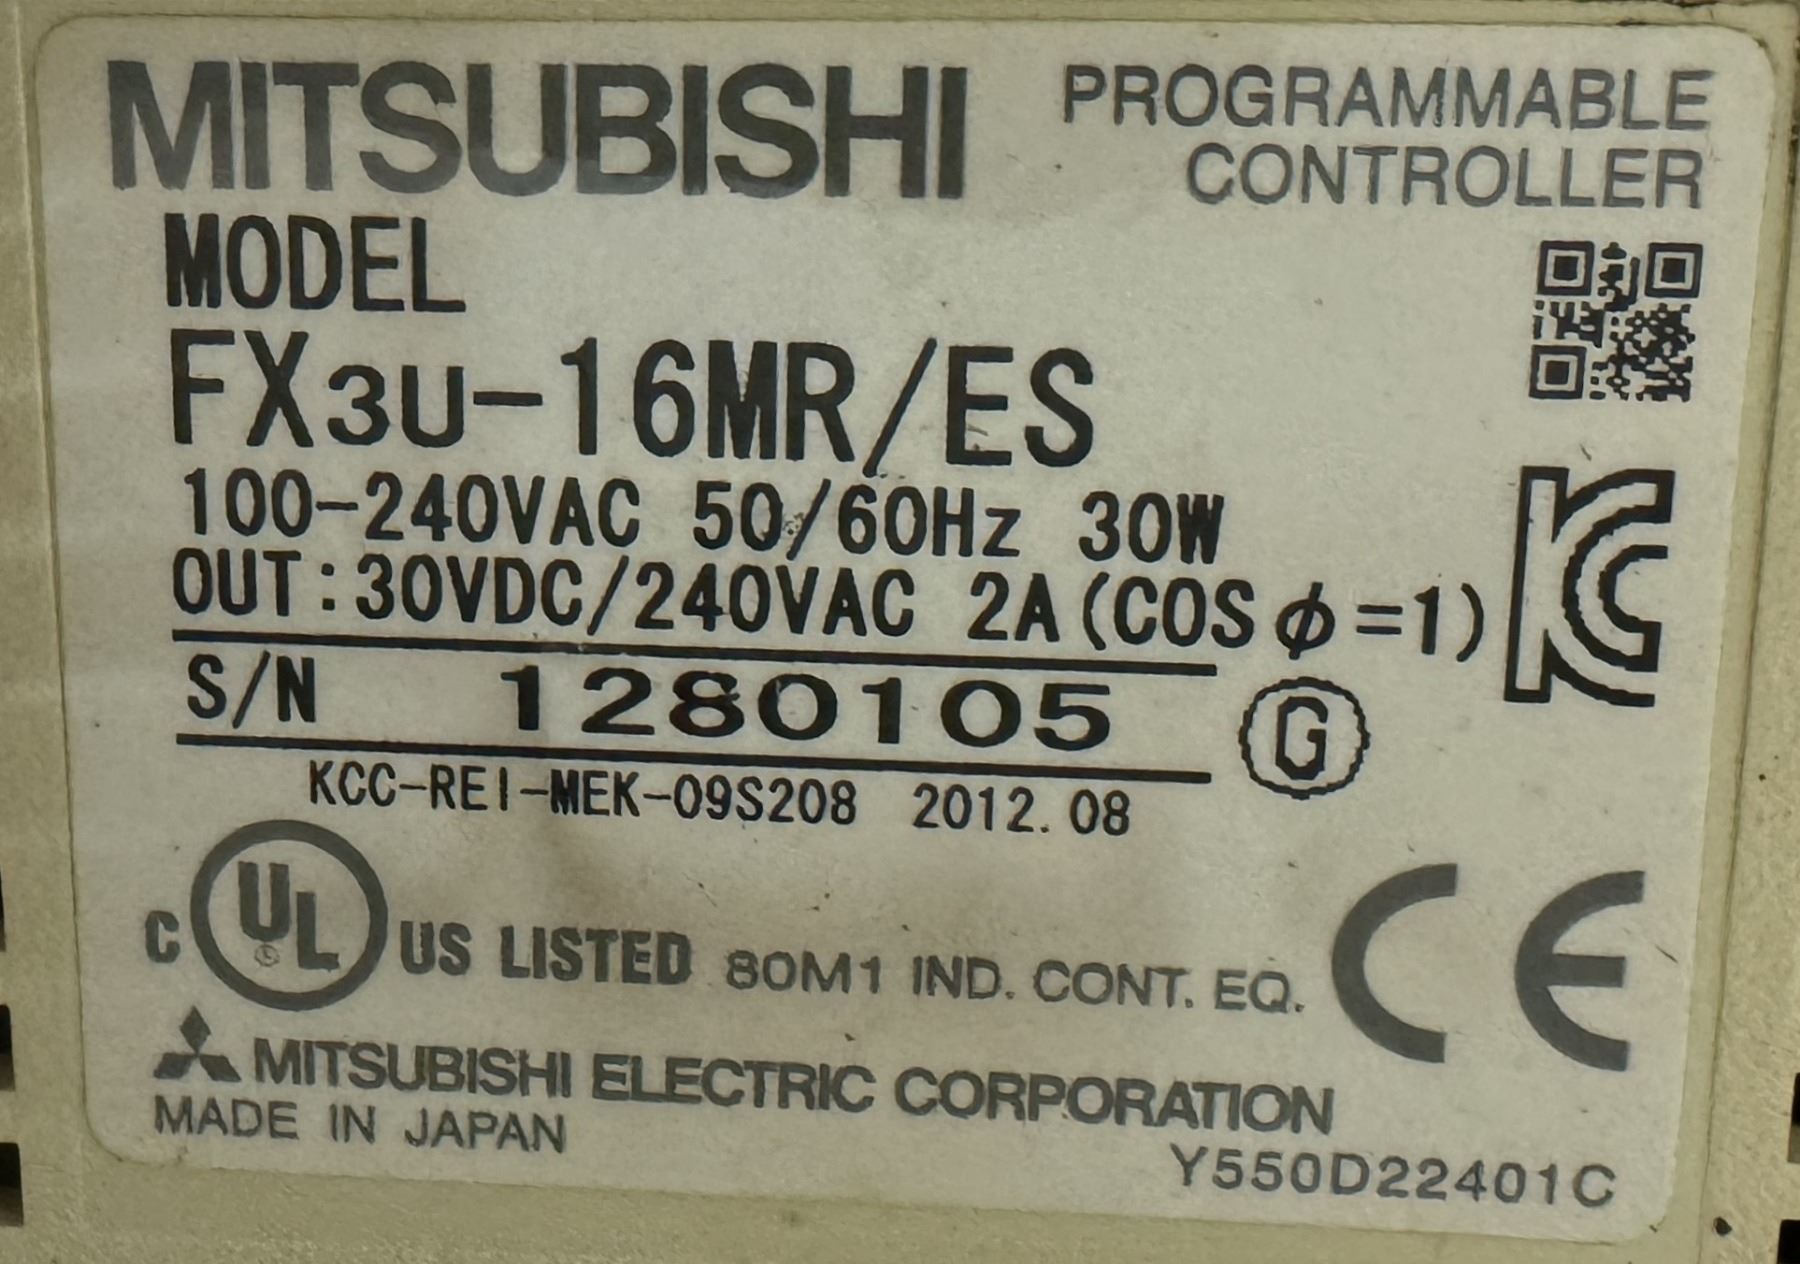 MITSUBISHI
PROGRAMMABLE
CONTROLLER
MODEL
FX3U-16MR/ES
100-240VAC 50/60Hz 30W
OUT:30VDC/240VAC 2A(COSφ=1)
S/N 1280105
G
KCC-REI-MEK-09S208 2012.08
C UL US LISTED 80M1 IND. CONT. EQ.
CE
MITSUBISHI ELECTRIC CORPORATION
MADE IN JAPAN
Y550D22401C